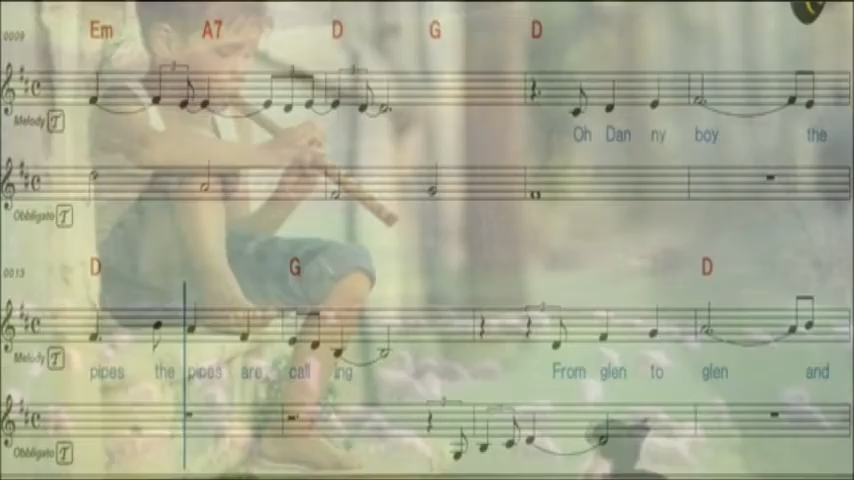 Em A7 D G D
0009
Melody T
Oh Dan ny boy the
Obbligato T
D G D
0013
Melody T
pipes the pipes are call ing From glen to glen and
Obbligato T